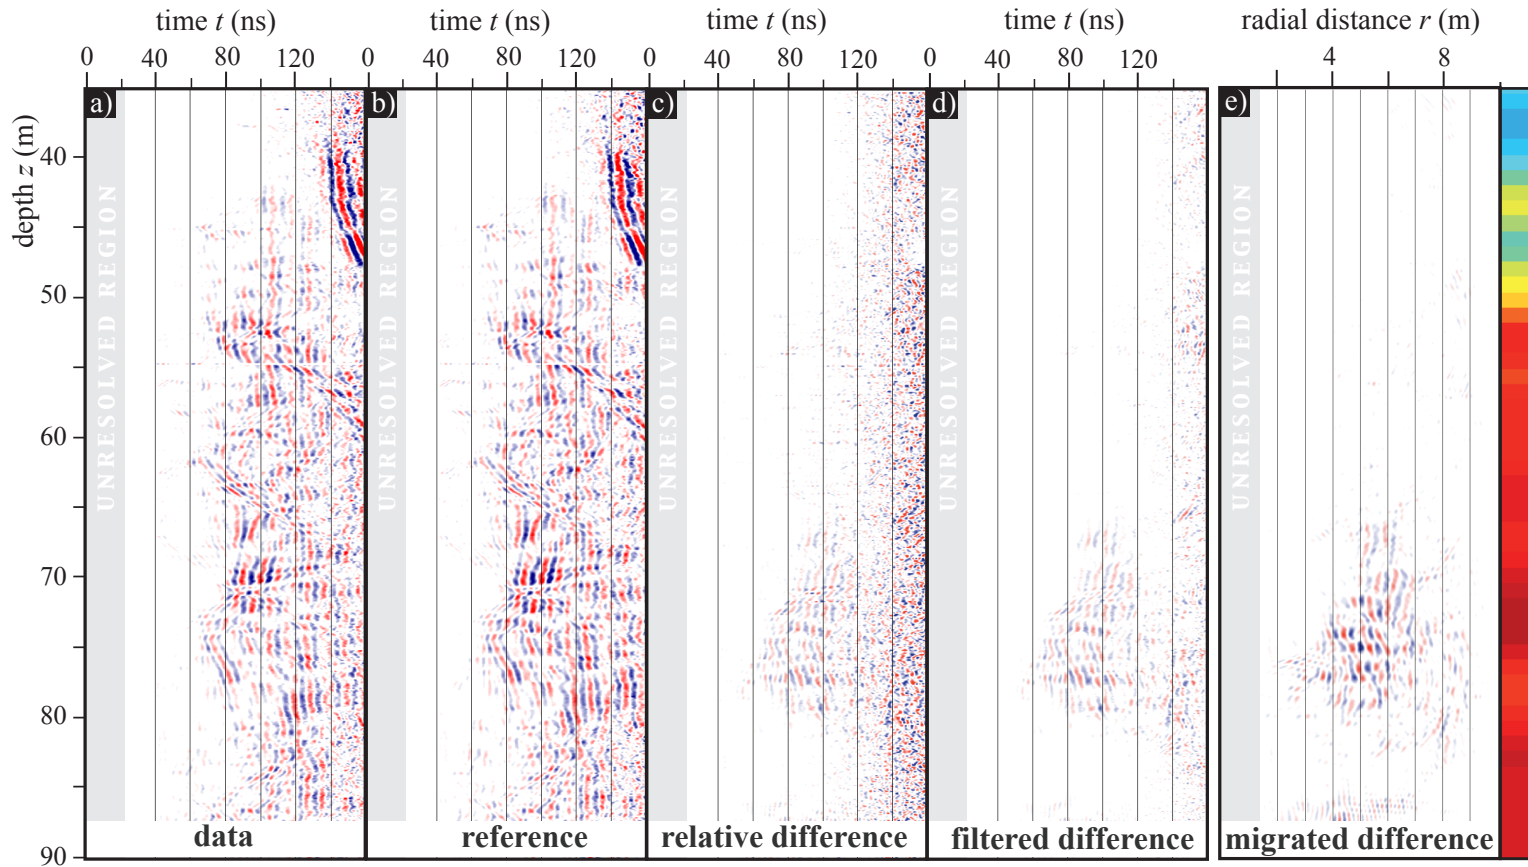 time t (ns) time t (ns) time t (ns) time t (ns) radial distance r (m)
0 40 80 120 0 40 80 120 0 40 80 120 0 40 80 120 4 8
a) b) c) d) e)
depth z (m)
40
50
60
70
80
90
UNRESOLVED REGION UNRESOLVED REGION UNRESOLVED REGION UNRESOLVED REGION UNRESOLVED REGION
data reference relative difference filtered difference migrated difference